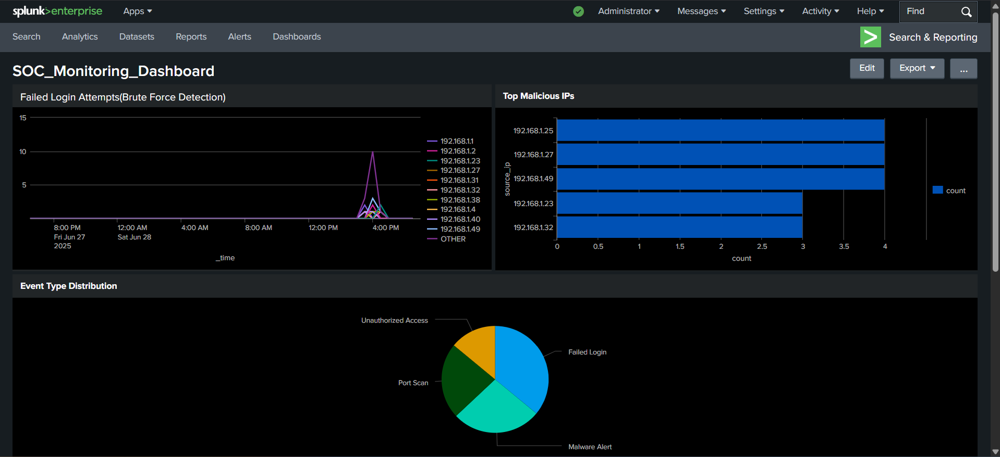 splunk>enterprise Apps Administrator Messages Settings Activity Help Find
Search Analytics Datasets Reports Alerts Dashboards Search & Reporting
SOC_Monitoring_Dashboard
Edit Export ...
Failed Login Attempts(Brute Force Detection)
15
10
5
8:00 PM 12:00 AM 4:00 AM 8:00 AM 12:00 PM 4:00 PM
Fri Jun 27 Sat Jun 28
2025
_time
192.168.1.1
192.168.1.2
192.168.1.23
192.168.1.27
192.168.1.31
192.168.1.32
192.168.1.38
192.168.1.4
192.168.1.40
192.168.1.49
OTHER
Top Malicious IPs
source_ip
192.168.1.25
192.168.1.27
192.168.1.49
192.168.1.23
192.168.1.32
0 0.5 1 1.5 2 2.5 3 3.5 4
count
count
Event Type Distribution
Unauthorized Access
Failed Login
Port Scan
Malware Alert